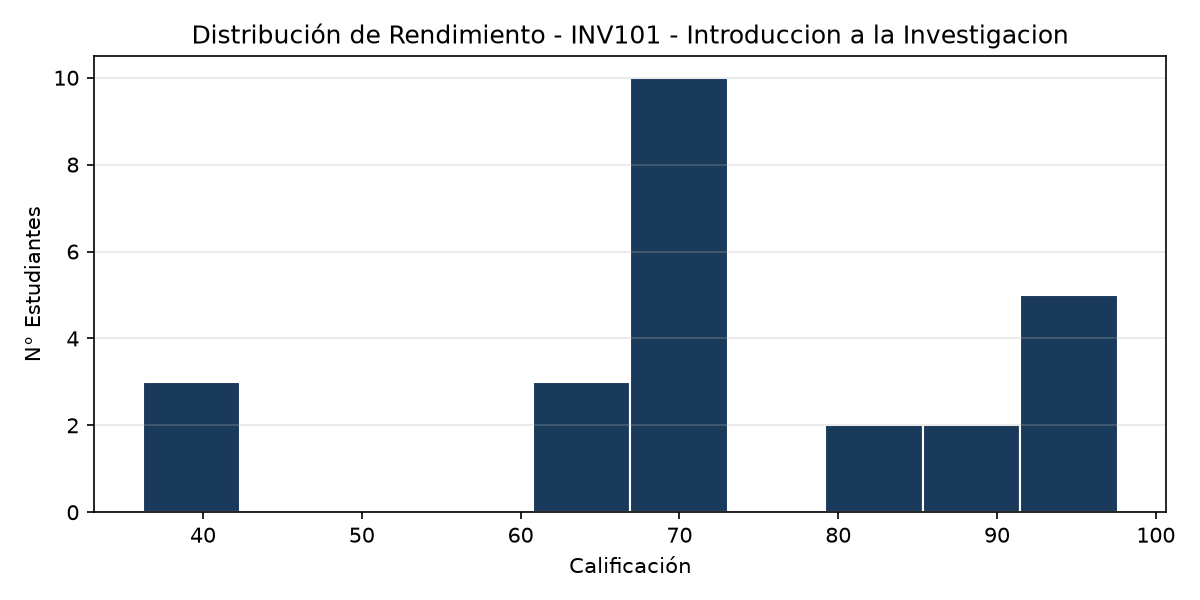 Distribución de Rendimiento - INV101 - Introduccion a la Investigacion
10
8
6
4
2
0
N° Estudiantes
40 50 60 70 80 90 100
Calificación